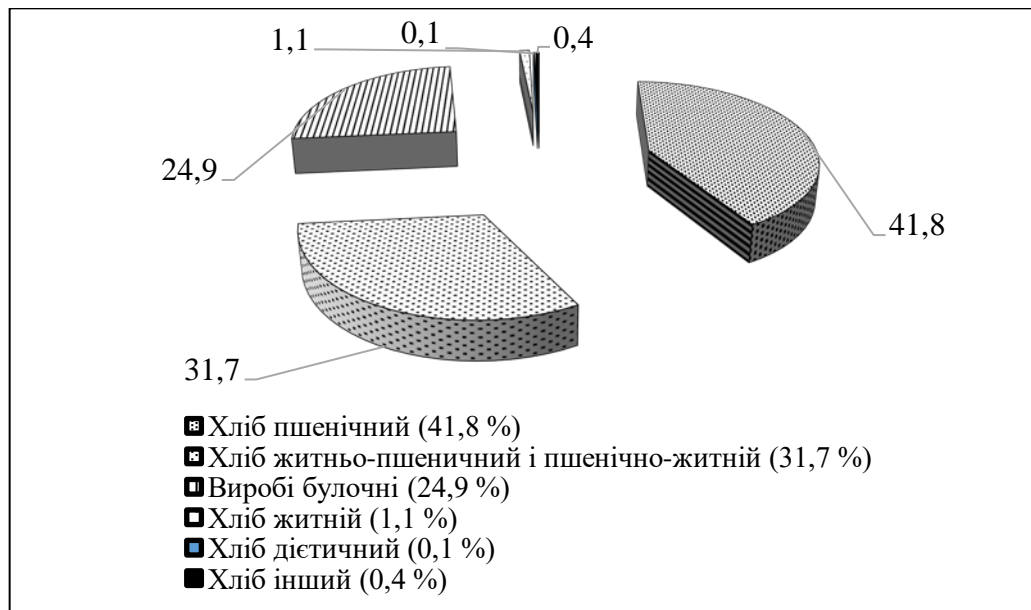 1,1
0,1
0,4
24,9
41,8
31,7
Хліб пшенічний (41,8 %)
Хліб житньо-пшеничний і пшенічно-житній (31,7 %)
Виробі булочні (24,9 %)
Хліб житній (1,1 %)
Хліб дієтичний (0,1 %)
Хліб інший (0,4 %)